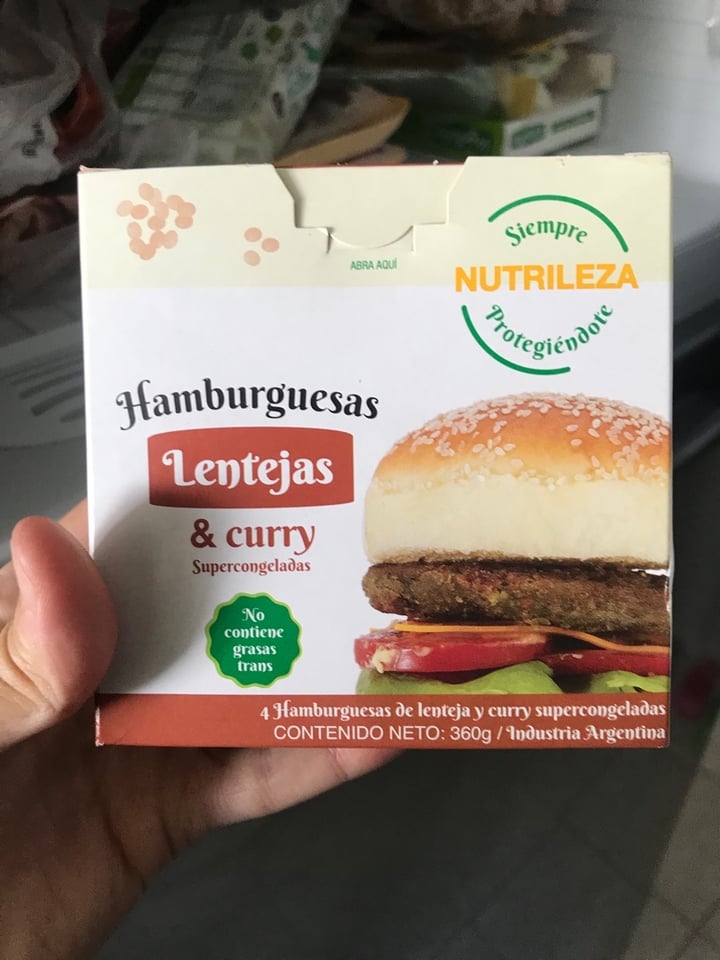 ABRA AQUÍ
Siempre
NUTRILEZA
Protegiéndote
Hamburguesas
Lentejas
& curry
Supercongeladas
No
contiene
grasas
trans
4 Hamburguesas de lenteja y curry supercongeladas
CONTENIDO NETO: 360g / Industria Argentina